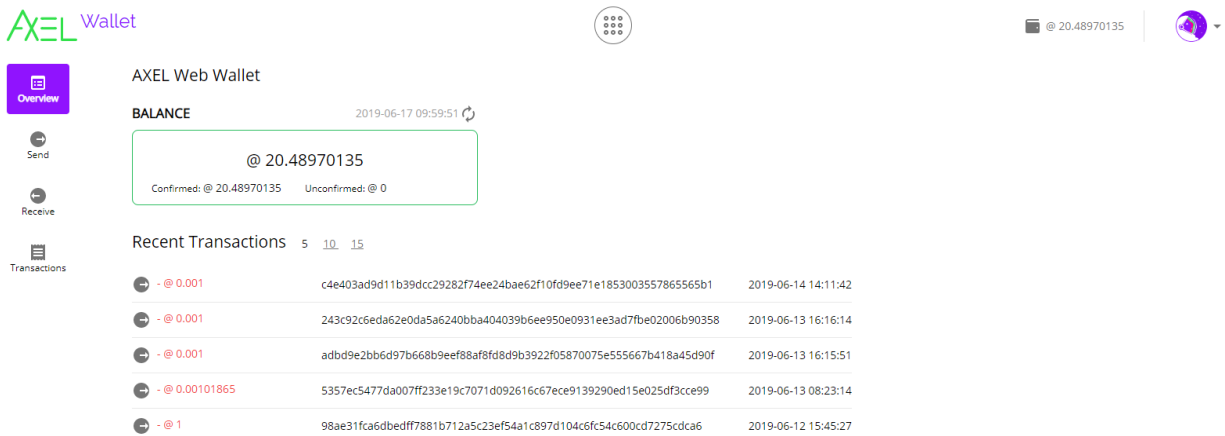 AXEL Wallet
@ 20.48970135
Overview
Send
Receive
Transactions
AXEL Web Wallet
BALANCE 2019-06-17 09:59:51
@ 20.48970135
Confirmed: @ 20.48970135 Unconfirmed: @ 0
Recent Transactions 5 10 15
- @ 0.001 c4e403ad9d11b39dcc29282f74ee24bae62f10fd9ee71e1853003557865565b1 2019-06-14 14:11:42
- @ 0.001 243c92c6eda62e0da5a6240bba404039b6ee950e0931ee3ad7fbe02006b90358 2019-06-13 16:16:14
- @ 0.001 adbd9e2bb6d97b668b9eef88af8fd8d9b3922f05870075e555667b418a45d90f 2019-06-13 16:15:51
- @ 0.00101865 5357ec5477da007ff233e19c7071d092616c67ece9139290ed15e025df3cce99 2019-06-13 08:23:14
- @ 1 98ae31fca6dbedff7881b712a5c23ef54a1c897d104c6fc54c600cd7275cdca6 2019-06-12 15:45:27